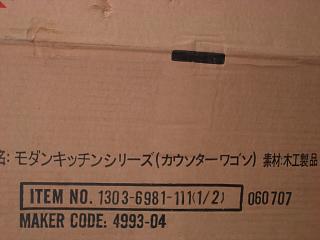 名: モダンキッチンシリーズ(カウンターワゴン) 素材:木工製品
ITEM NO. 1303-6981-111(1/2) 060707
MAKER CODE: 4993-04